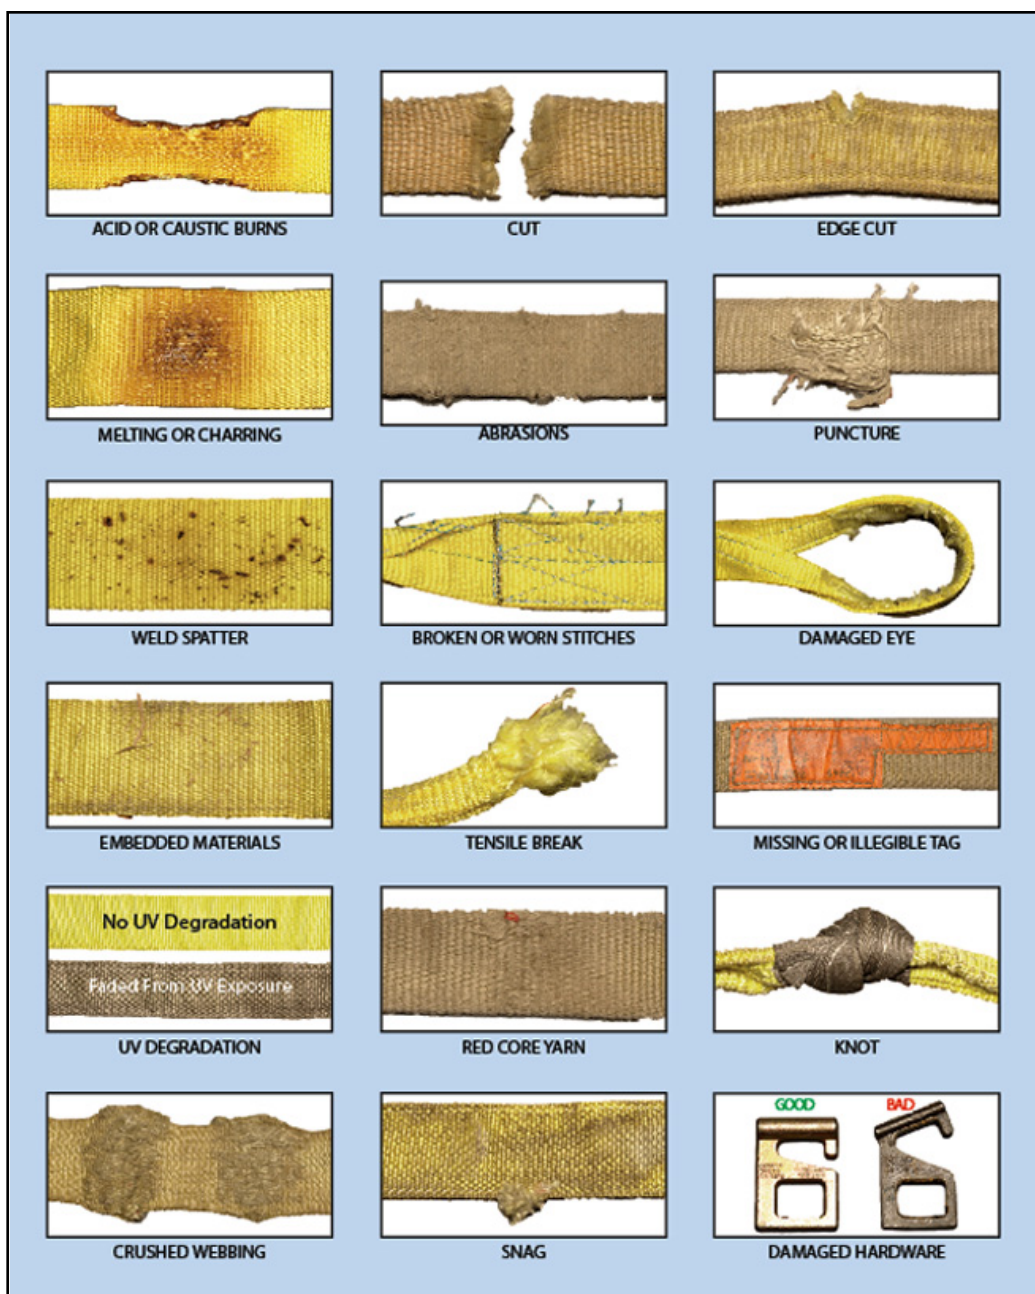 ACID OR CAUSTIC BURNS
CUT
EDGE CUT
MELTING OR CHARRING
ABRASIONS
PUNCTURE
WELD SPATTER
BROKEN OR WORN STITCHES
DAMAGED EYE
EMBEDDED MATERIALS
TENSILE BREAK
MISSING OR ILLEGIBLE TAG
No UV Degradation
Faded From UV Exposure
UV DEGRADATION
RED CORE YARN
KNOT
GOOD
BAD
CRUSHED WEBBING
SNAG
DAMAGED HARDWARE